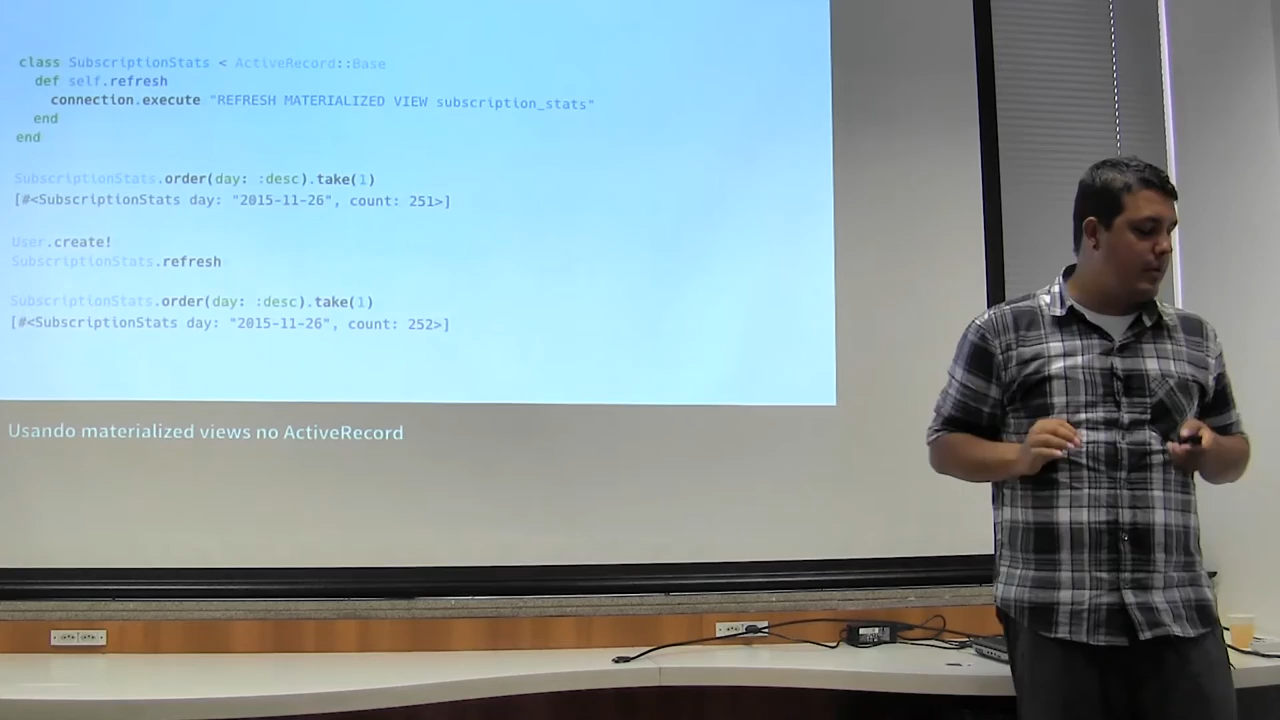 class SubscriptionStats < ActiveRecord::Base
def self.refresh
connection.execute "REFRESH MATERIALIZED VIEW subscription_stats"
end
end
SubscriptionStats.order(day: :desc).take(1)
[#<SubscriptionStats day: "2015-11-26", count: 251>]
User.create!
SubscriptionStats.refresh
SubscriptionStats.order(day: :desc).take(1)
[#<SubscriptionStats day: "2015-11-26", count: 252>]
Usando materialized views no ActiveRecord